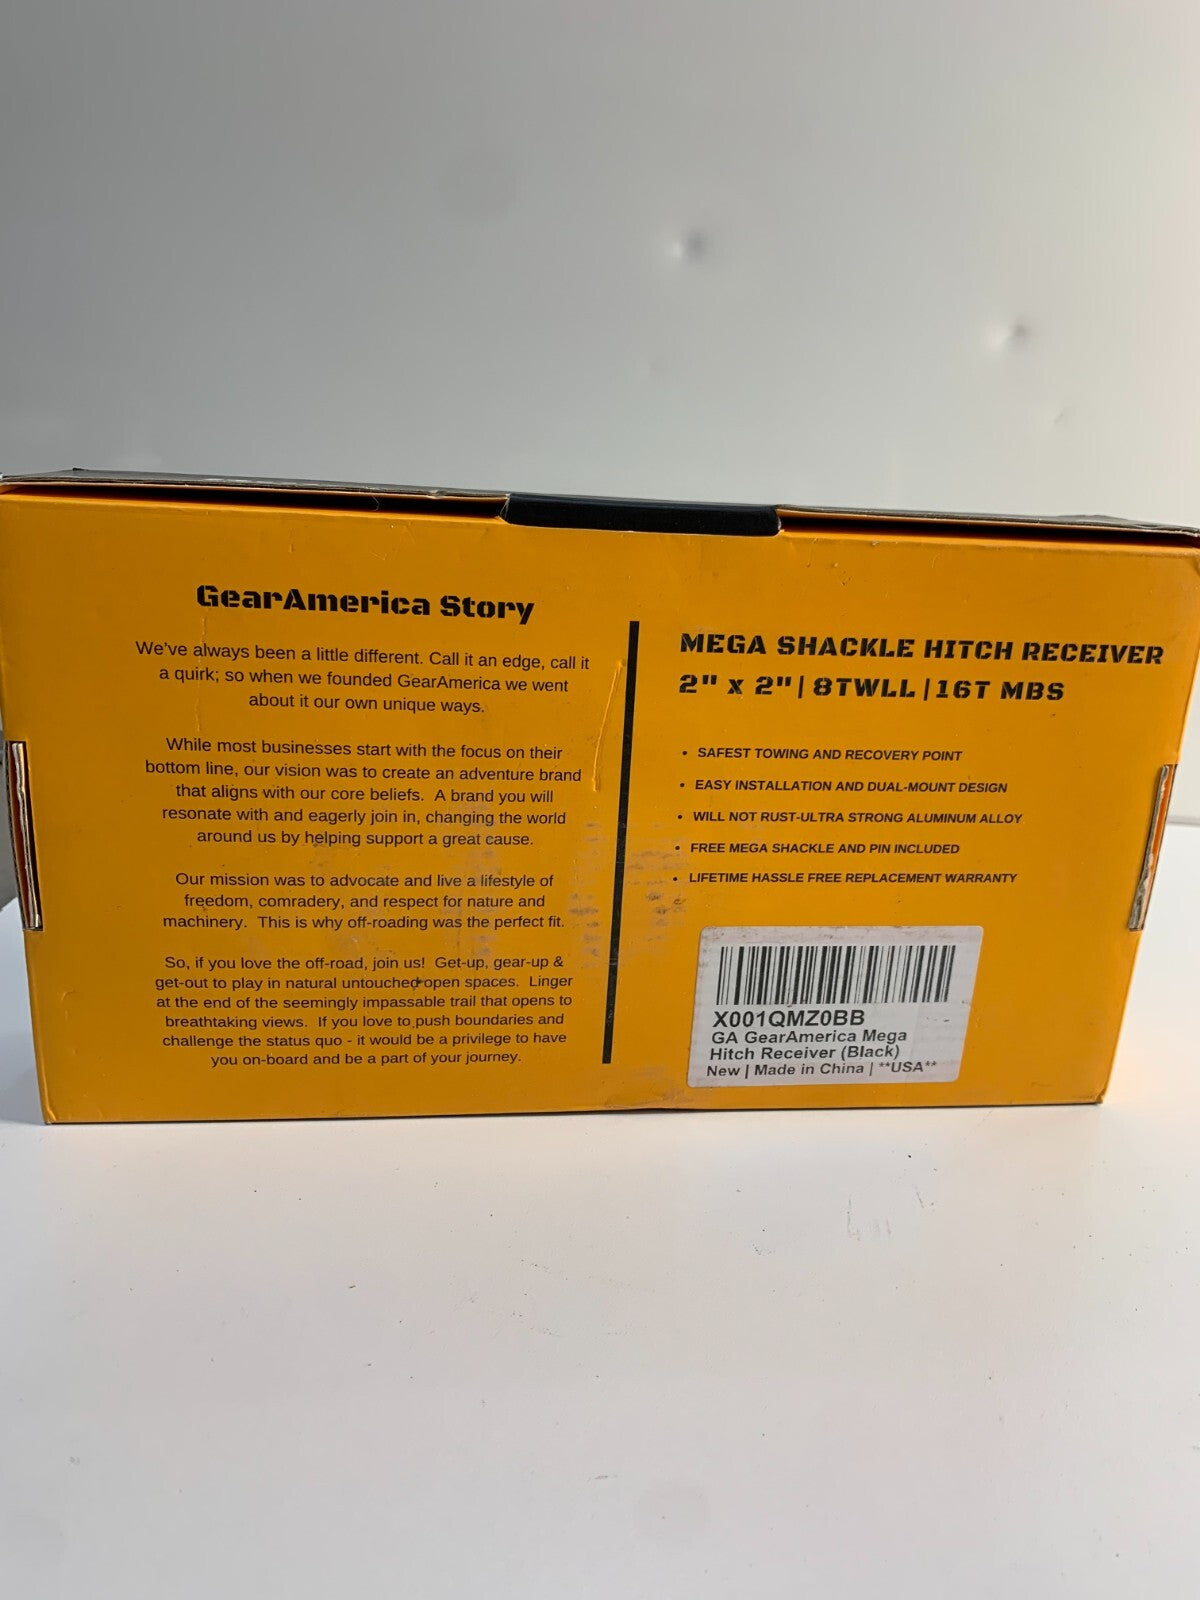 GearAmerica Story
We've always been a little different. Call it an edge, call it
a quirk; so when we founded GearAmerica we went
about it our own unique ways.
While most businesses start with the focus on their
bottom line, our vision was to create an adventure brand
that aligns with our core beliefs. A brand you will
resonate with and eagerly join in, changing the world
around us by helping support a great cause.
Our mission was to advocate and live a lifestyle of
freedom, comradery, and respect for nature and
machinery. This is why off-roading was the perfect fit.
So, if you love the off-road, join us! Get-up, gear-up &
get-out to play in natural untouched open spaces. Linger
at the end of the seemingly impassable trail that opens to
breathtaking views. If you love to push boundaries and
challenge the status quo - it would be a privilege to have
you on-board and be a part of your journey.
MEGA SHACKLE HITCH RECEIVER
2" x 2" | 8TWLL | 16T MBS
• SAFEST TOWING AND RECOVERY POINT
• EASY INSTALLATION AND DUAL-MOUNT DESIGN
• WILL NOT RUST-ULTRA STRONG ALUMINUM ALLOY
• FREE MEGA SHACKLE AND PIN INCLUDED
• LIFETIME HASSLE FREE REPLACEMENT WARRANTY
X001QMZ0BB
GA GearAmerica Mega
Hitch Receiver (Black)
New | Made in China | **USA**